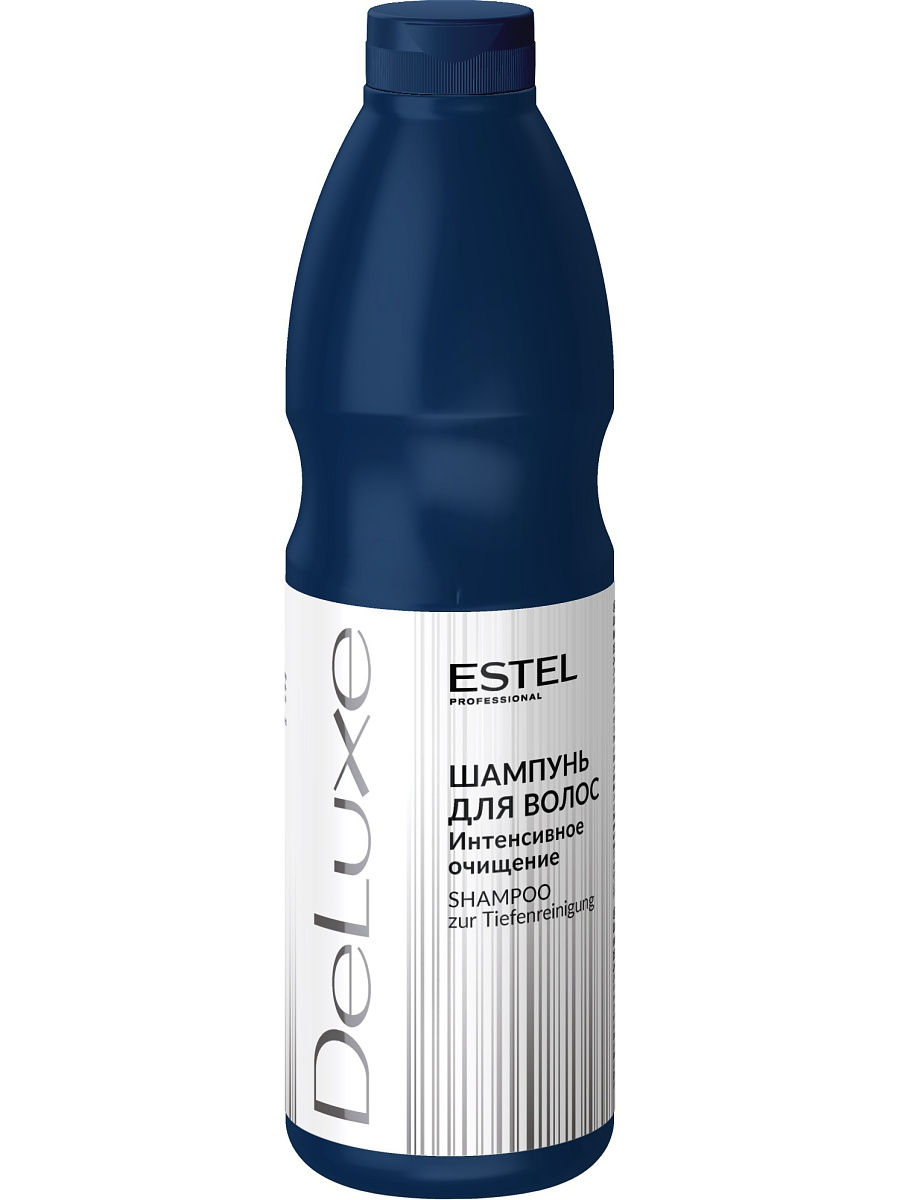 DeLuxe
ESTEL
PROFESSIONAL
ШАМПУНЬ
ДЛЯ ВОЛОС
Интенсивное
очищение
SHAMPOO
zur Tiefenreinigung